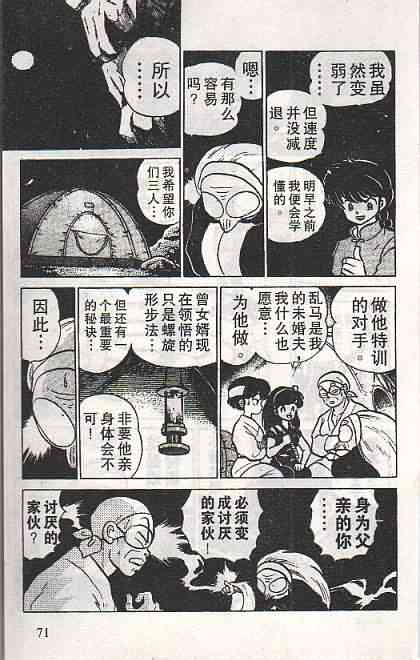 我虽
然变
弱了
……
但速度
并没减
退。
明早之前
我便会学
懂的。
嗯…
有那么
容易
吗？
所以
……
我希望你
们三人…
做他特训
的对手。
乱马是我
的未婚夫，
我什么也
愿意…
为他做。
曾女婿现
在领悟的
只是螺旋
形步法…
但还有一
个最重要
的秘诀…
非要他亲
身体会不
可！
因此…
身为父
亲的你
……
必须变
成讨厌
的家伙！
讨厌的
家伙？
71